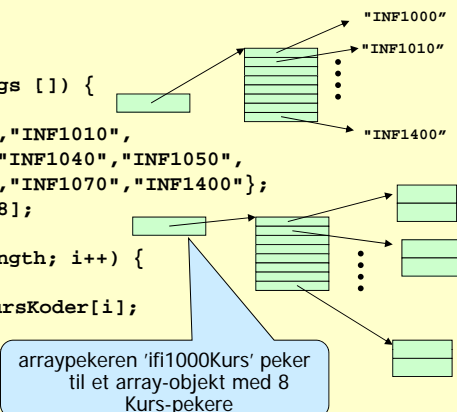 "INF1000"
"INF1010"
gs []) {
,"INF1010",
"INF1040","INF1050",
,"INF1070","INF1400"};
"INF1400"
8];
ngth; i++) {
ursKoder[i];
arraypekeren 'ifi1000Kurs' peker
til et array-objekt med 8
Kurs-pekere